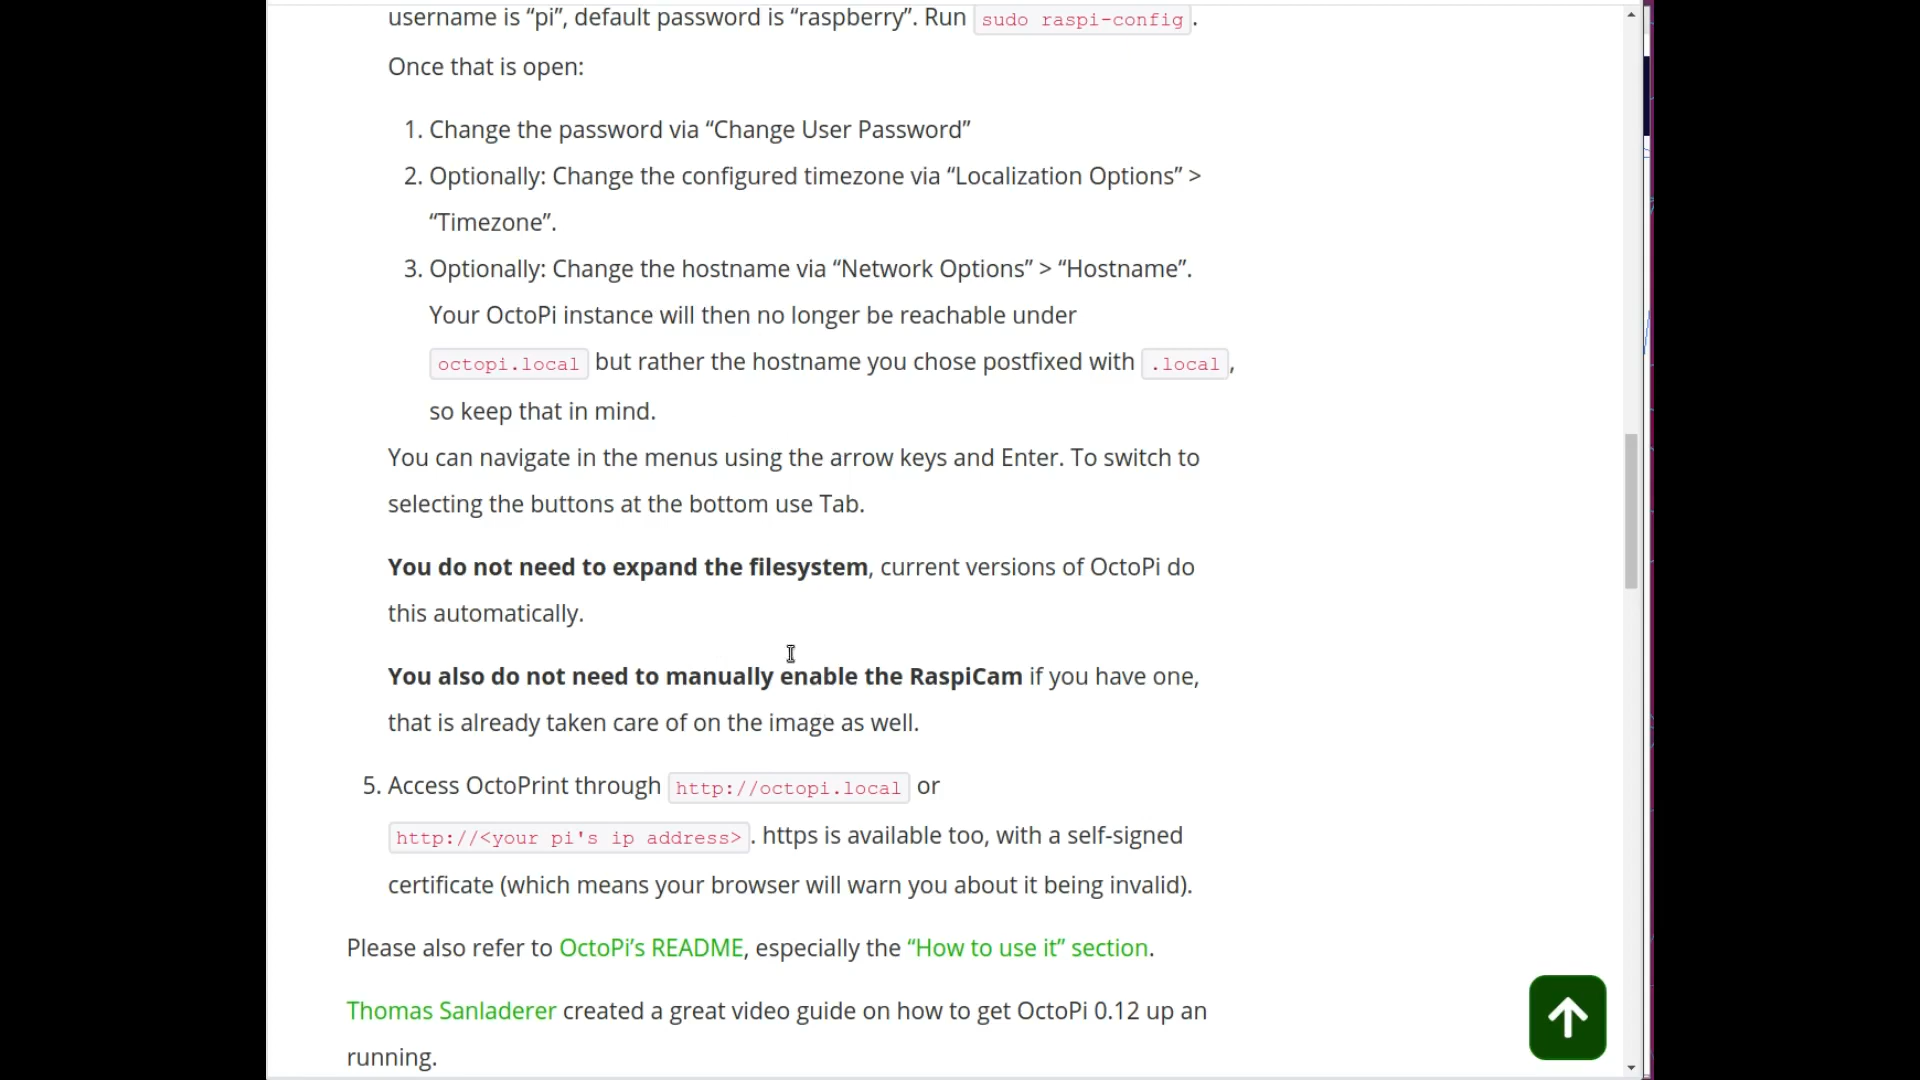 username is “pi”, default password is “raspberry”. Run sudo raspi-config.
Once that is open:
1. Change the password via “Change User Password”
2. Optionally: Change the configured timezone via “Localization Options” >
“Timezone”.
3. Optionally: Change the hostname via “Network Options” > “Hostname”.
Your OctoPi instance will then no longer be reachable under
octopi.local but rather the hostname you chose postfixed with .local,
so keep that in mind.
You can navigate in the menus using the arrow keys and Enter. To switch to
selecting the buttons at the bottom use Tab.
You do not need to expand the filesystem, current versions of OctoPi do
this automatically.
You also do not need to manually enable the RaspiCam if you have one,
that is already taken care of on the image as well.
5. Access OctoPrint through http://octopi.local or
http://<your pi's ip address>. https is available too, with a self-signed
certificate (which means your browser will warn you about it being invalid).
Please also refer to OctoPi’s README, especially the “How to use it” section.
Thomas Sanladerer created a great video guide on how to get OctoPi 0.12 up an
running.